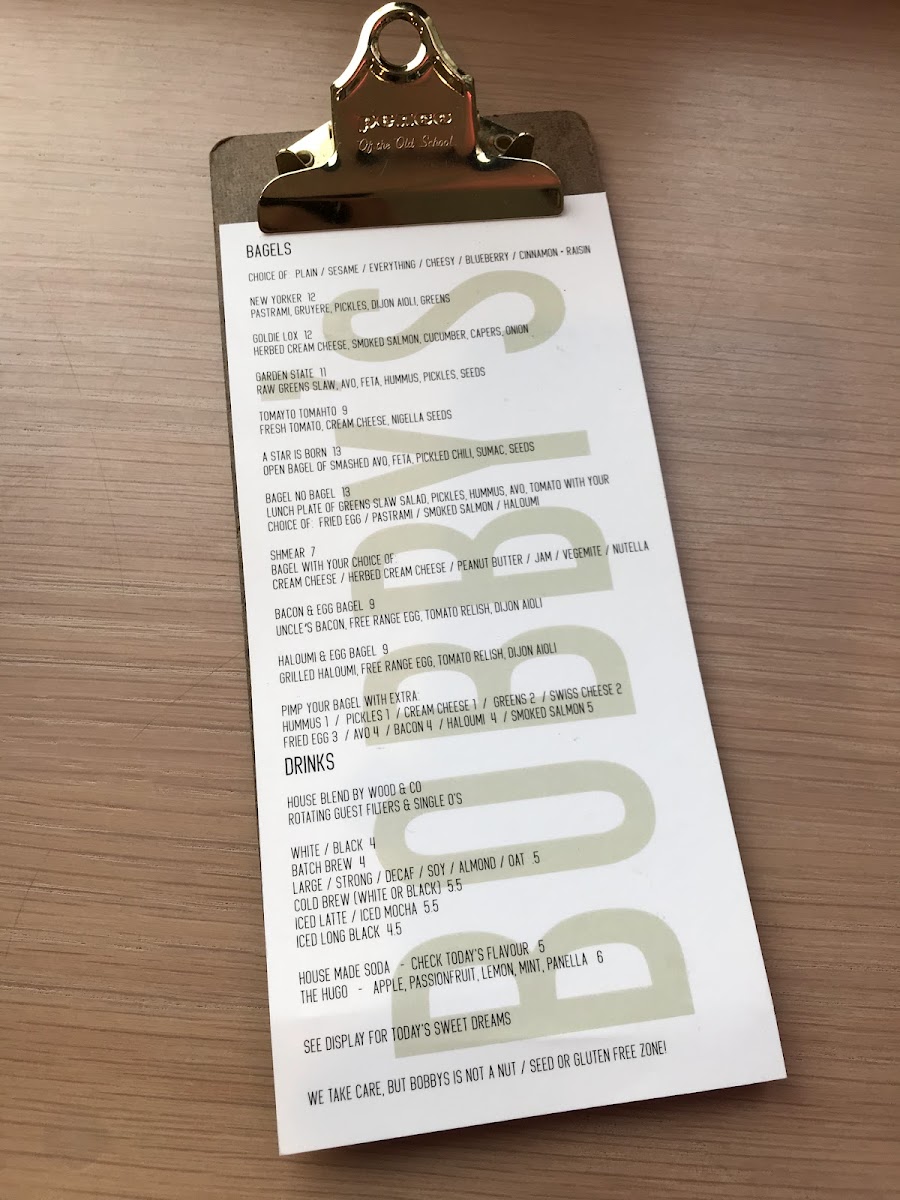 Of the Old School
BAGELS
CHOICE OF: PLAIN / SESAME / EVERYTHING / CHEESY / BLUEBERRY / CINNAMON - RAISIN
NEW YORKER 12
PASTRAMI, GRUYERE, PICKLES, DIJON AIOLI, GREENS
GOLDIE LOX 12
HERBED CREAM CHEESE, SMOKED SALMON, CUCUMBER, CAPERS, ONION
GARDEN STATE 11
RAW GREENS SLAW, AVO, FETA, HUMMUS, PICKLES, SEEDS
TOMAYTO TOMAHTO 9
FRESH TOMATO, CREAM CHEESE, NIGELLA SEEDS
A STAR IS BORN 13
OPEN BAGEL OF SMASHED AVO, FETA, PICKLED CHILI, SUMAC, SEEDS
BAGEL NO BAGEL 13
LUNCH PLATE OF GREENS SLAW SALAD, PICKLES, HUMMUS, AVO, TOMATO WITH YOUR
CHOICE OF: FRIED EGG / PASTRAMI / SMOKED SALMON / HALOUMI
SHMEAR 7
BAGEL WITH YOUR CHOICE OF:
CREAM CHEESE / HERBED CREAM CHEESE / PEANUT BUTTER / JAM / VEGEMITE / NUTELLA
BACON & EGG BAGEL 9
UNCLE'S BACON, FREE RANGE EGG, TOMATO RELISH, DIJON AIOLI
HALOUMI & EGG BAGEL 9
GRILLED HALOUMI, FREE RANGE EGG, TOMATO RELISH, DIJON AIOLI
PIMP YOUR BAGEL WITH EXTRA:
HUMMUS 1 / PICKLES 1 / CREAM CHEESE 1 / GREENS 2 / SWISS CHEESE 2
FRIED EGG 3 / AVO 4 / BACON 4 / HALOUMI 4 / SMOKED SALMON 5
DRINKS
HOUSE BLEND BY WOOD & CO
ROTATING GUEST FILTERS & SINGLE O'S
WHITE / BLACK 4
BATCH BREW 4
LARGE / STRONG / DECAF / SOY / ALMOND / OAT .5
COLD BREW (WHITE OR BLACK) 5.5
ICED LATTE / ICED MOCHA 5.5
ICED LONG BLACK 4.5
HOUSE MADE SODA - CHECK TODAY'S FLAVOUR 5
THE HUGO - APPLE, PASSIONFRUIT, LEMON, MINT, PANELLA 6
SEE DISPLAY FOR TODAY'S SWEET DREAMS
WE TAKE CARE, BUT BOBBYS IS NOT A NUT / SEED OR GLUTEN FREE ZONE!
BOBBY'S